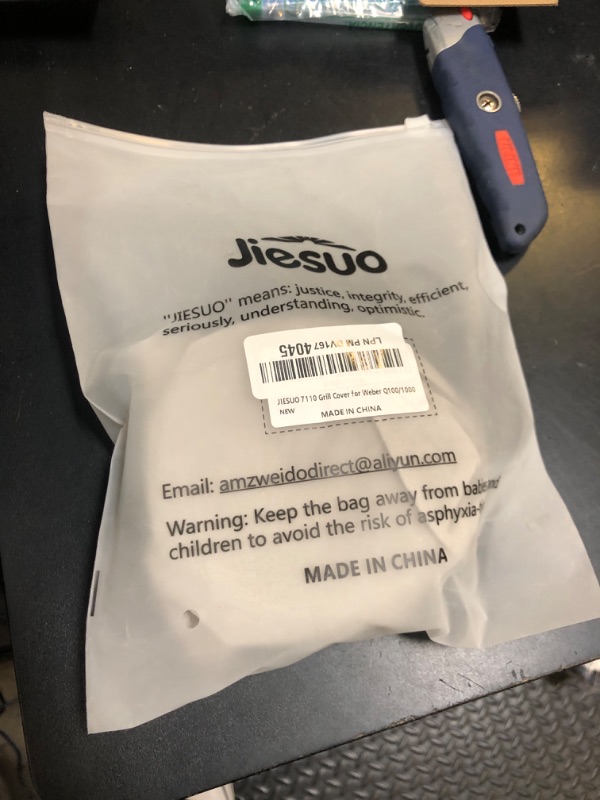 Jiesuo
"JIESUO" means: justice, integrity, efficient,
seriously, understanding, optimistic.
LPN PM 4045
JIESUO 7110 Grill Cover for Weber Q100/1000
NEW MADE IN CHINA
Email: amzweidodirect@aliyun.com
Warning: Keep the bag away from
children to avoid the risk of
MADE IN CHINA